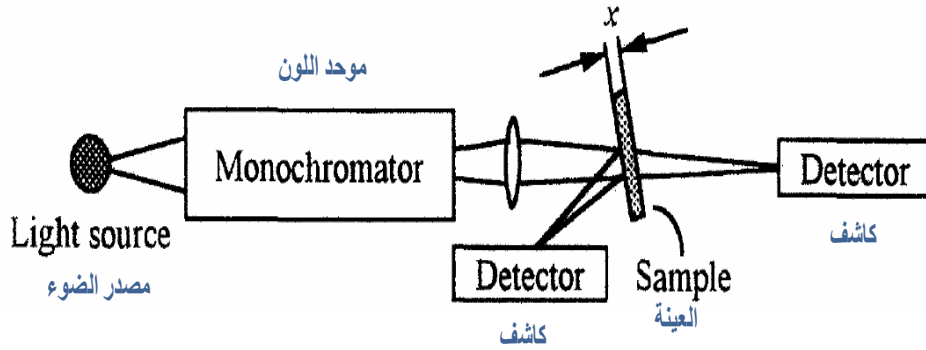 x
موحد اللون
Monochromator
Light source
مصدر الضوء
Detector
كاشف
Detector
كاشف
Sample
العينة